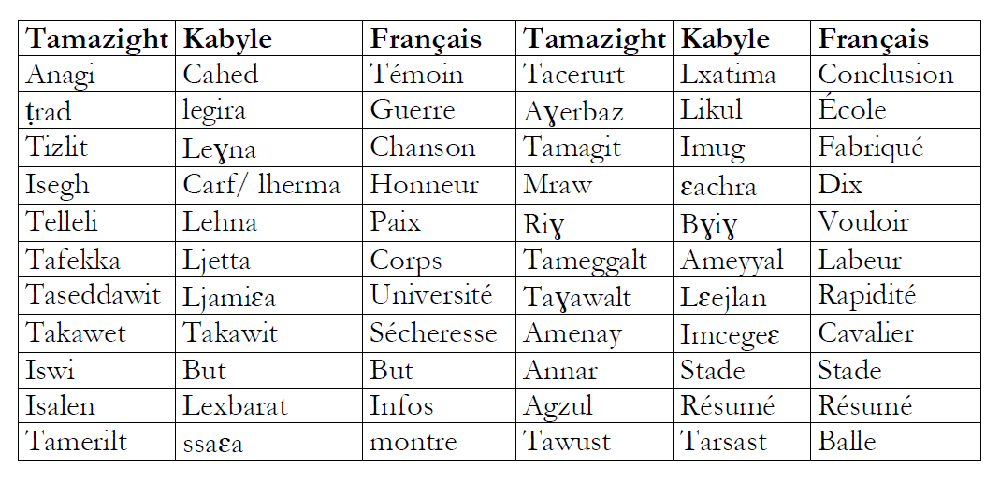 Tamazight Kabyle Français Tamazight Kabyle Français
Anagi Cahed Témoin Tacerurt Lxatima Conclusion
ṭrad legira Guerre Aɣerbaz Likul École
Tizlit Leɣna Chanson Tamagit Imug Fabriqué
Isegh Carf/ lherma Honneur Mraw ɛachra Dix
Telleli Lehna Paix Riɣ Bɣiɣ Vouloir
Tafekka Ljetta Corps Tameggalt Ameyyal Labeur
Taseddawit Ljamiɛa Université Taɣawalt Lɛejlan Rapidité
Takawet Takawit Sécheresse Amenay Imcegeɛ Cavalier
Iswi But But Annar Stade Stade
Isalen Lexbarat Infos Agzul Résumé Résumé
Tamerilt ssaɛa montre Tawust Tarsast Balle